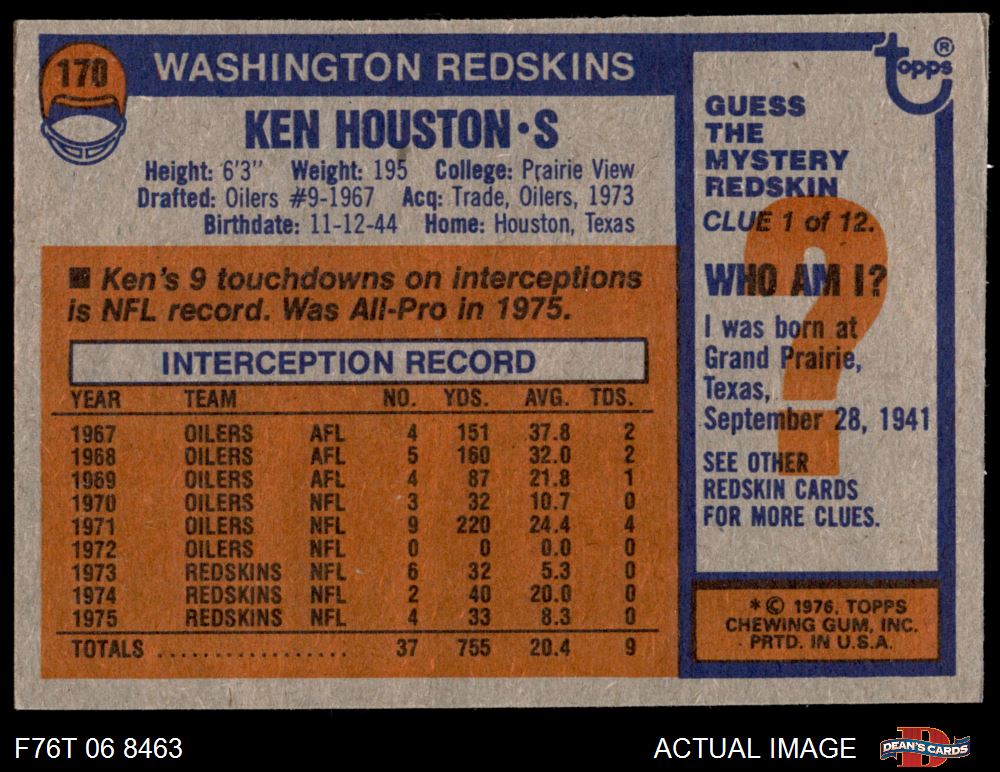 170
WASHINGTON REDSKINS
KEN HOUSTON • S
Height: 6'3" Weight: 195 College: Prairie View
Drafted: Oilers #9-1967 Acq: Trade, Oilers, 1973
Birthdate: 11-12-44 Home: Houston, Texas
■ Ken's 9 touchdowns on interceptions
is NFL record. Was All-Pro in 1975.
INTERCEPTION RECORD
YEAR TEAM NO. YDS. AVG. TDS.
1967 OILERS AFL 4 151 37.8 2
1968 OILERS AFL 5 160 32.0 2
1969 OILERS AFL 4 87 21.8 1
1970 OILERS NFL 3 32 10.7 0
1971 OILERS NFL 9 220 24.4 4
1972 OILERS NFL 0 0 0.0 0
1973 REDSKINS NFL 6 32 5.3 0
1974 REDSKINS NFL 2 40 20.0 0
1975 REDSKINS NFL 4 33 8.3 0
TOTALS .................. 37 755 20.4 9
Topps ®
GUESS
THE
MYSTERY
REDSKIN
CLUE 1 of 12.
?
WHO AM I?
I was born at
Grand Prairie,
Texas,
September 28, 1941
SEE OTHER
REDSKIN CARDS
FOR MORE CLUES.
* © 1976, TOPPS
CHEWING GUM, INC.
PRTD. IN U.S.A.
F76T 06 8463
ACTUAL IMAGE
D
DEAN'S CARDS